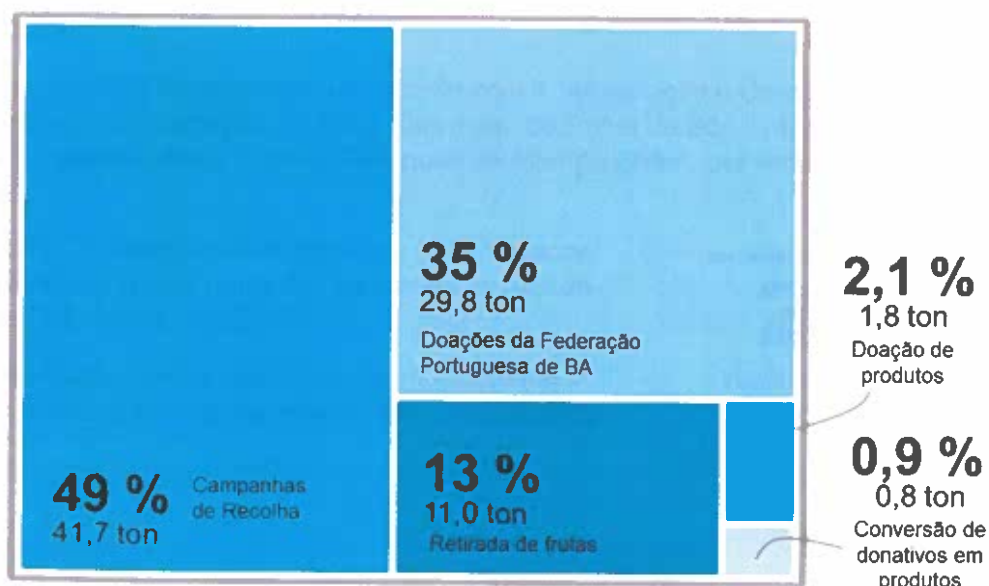 35 %
29,8 ton
Doações da Federação
Portuguesa de BA
49 %
41,7 ton
Campanhas
de Recolha
13 %
11,0 ton
Retirada de frutas
2,1 %
1,8 ton
Doação de
produtos
0,9 %
0,8 ton
Conversão de
donativos em
produtos